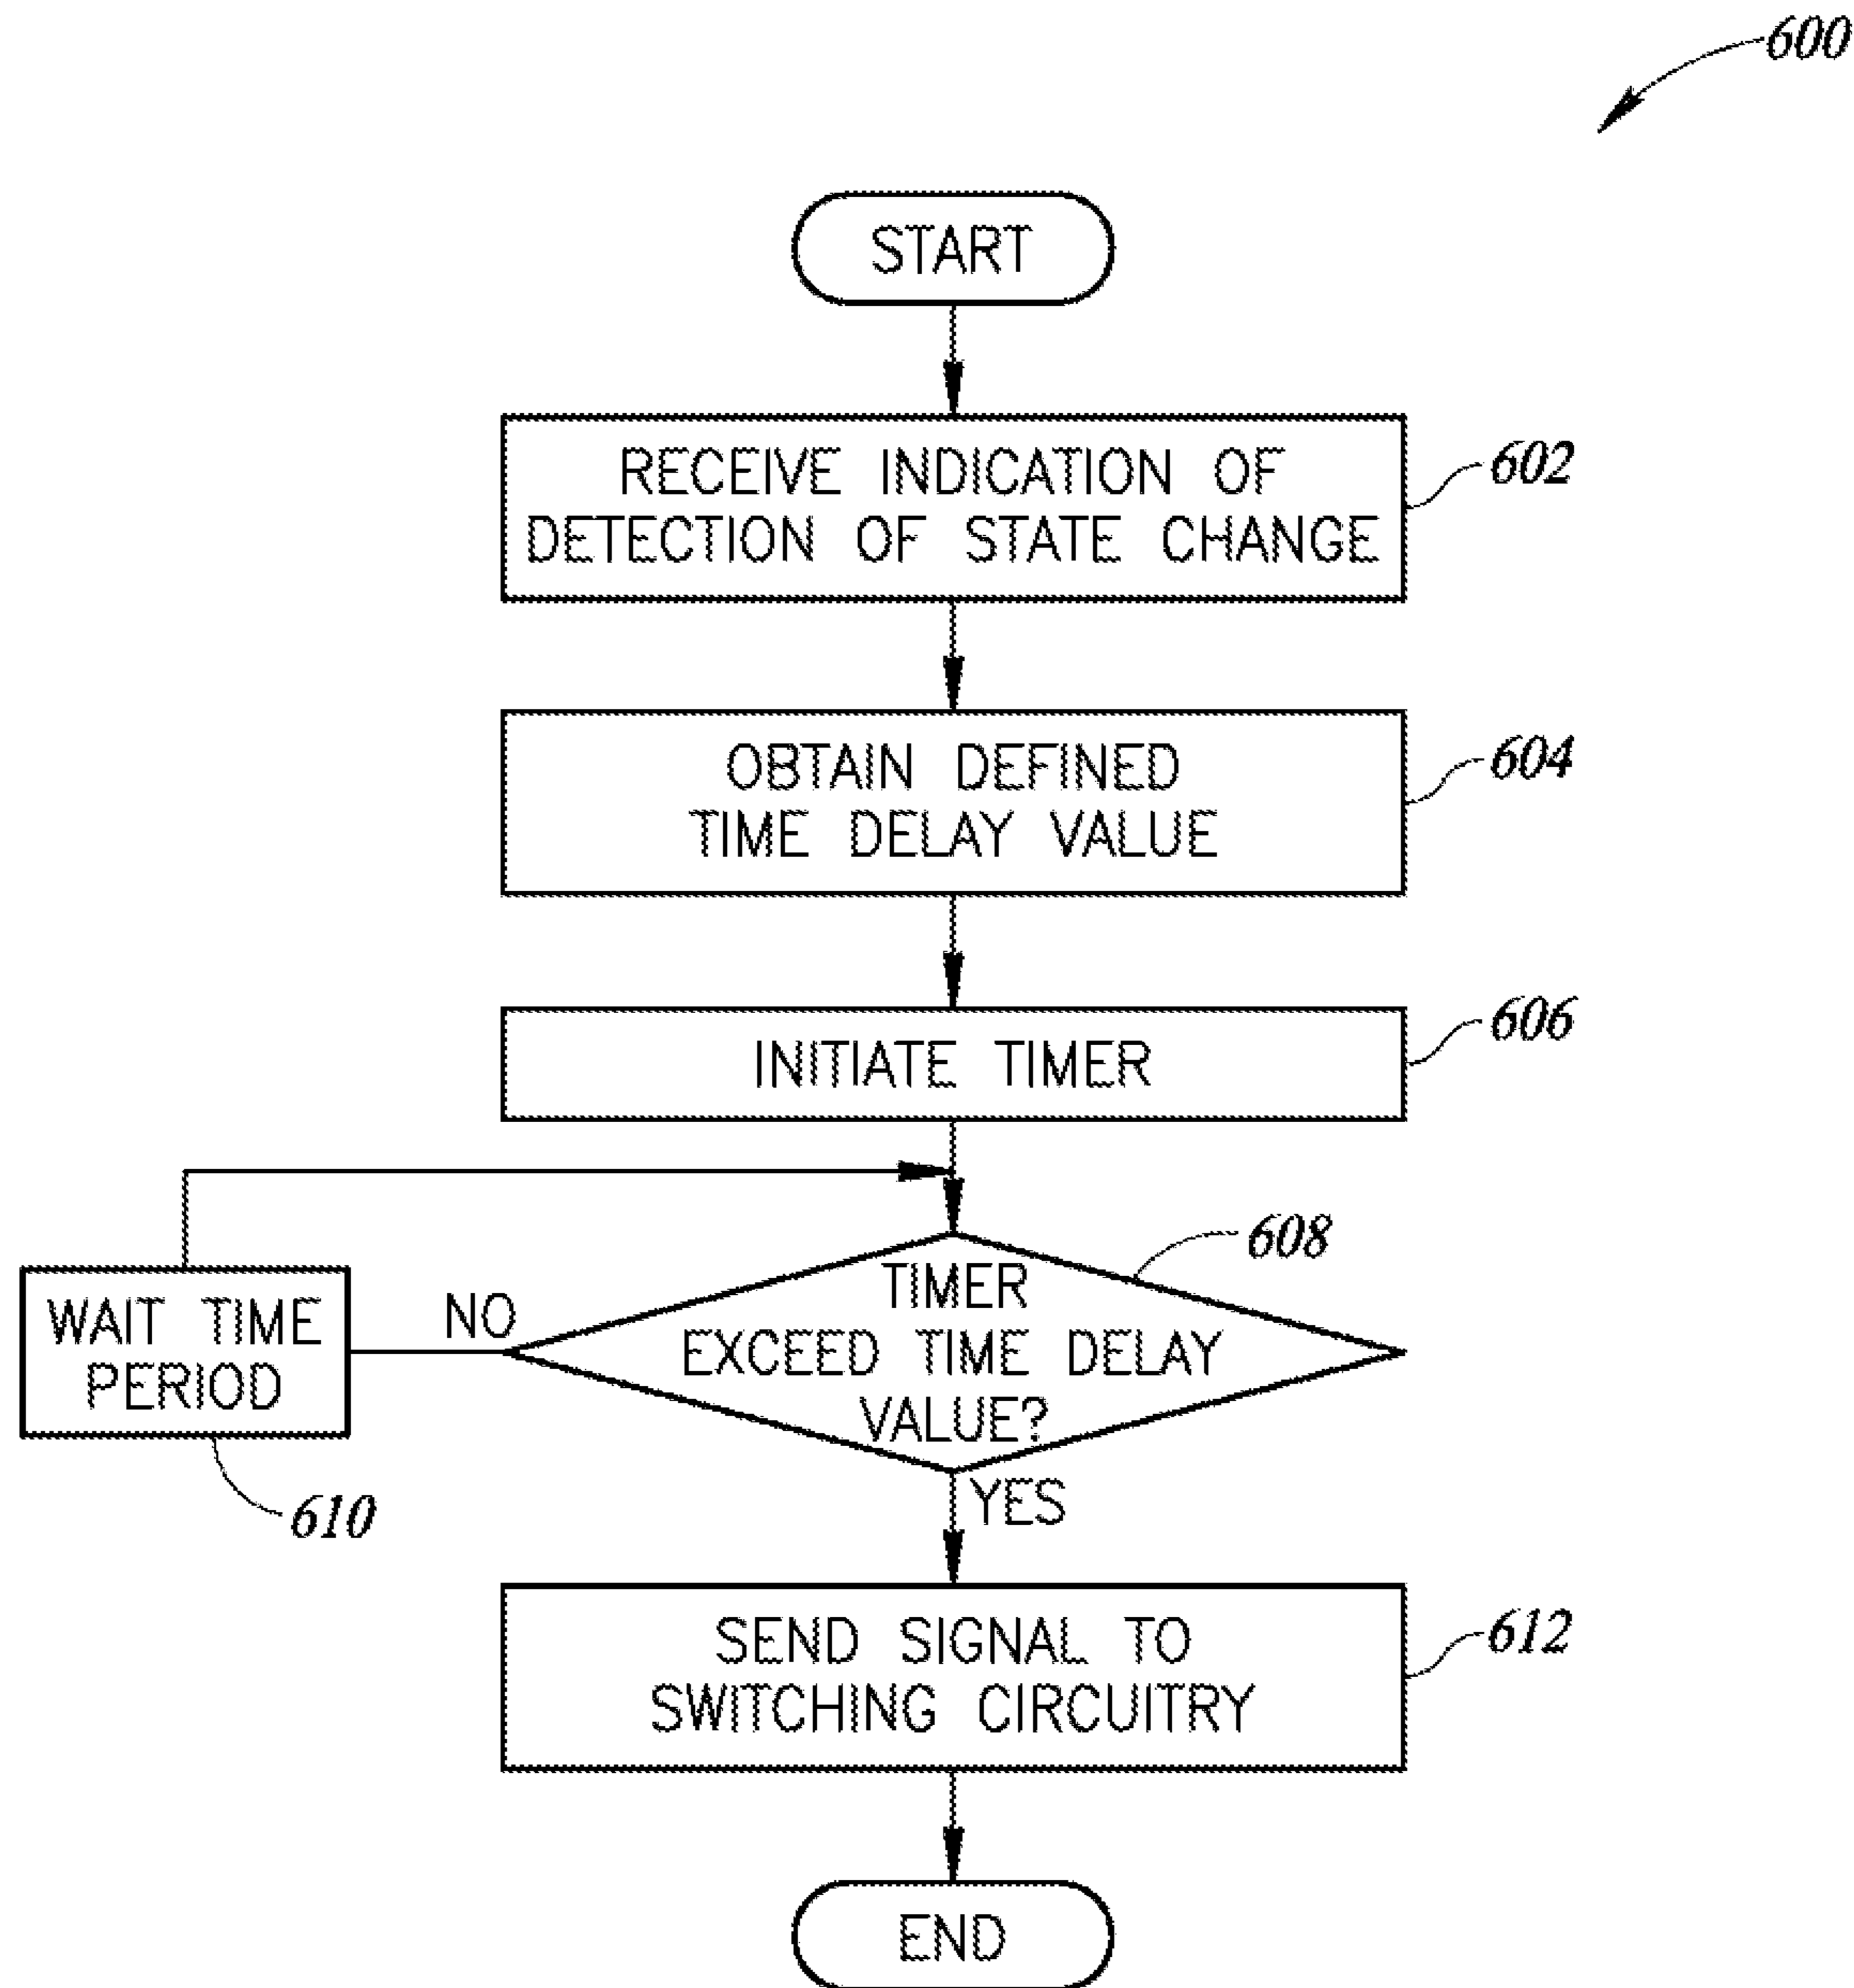 600
START
RECEIVE INDICATION OF
DETECTION OF STATE CHANGE
602
OBTAIN DEFINED
TIME DELAY VALUE
604
INITIATE TIMER
606
608
TIMER
EXCEED TIME DELAY
VALUE?
NO
WAIT TIME
PERIOD
610
YES
SEND SIGNAL TO
SWITCHING CIRCUITRY
612
END